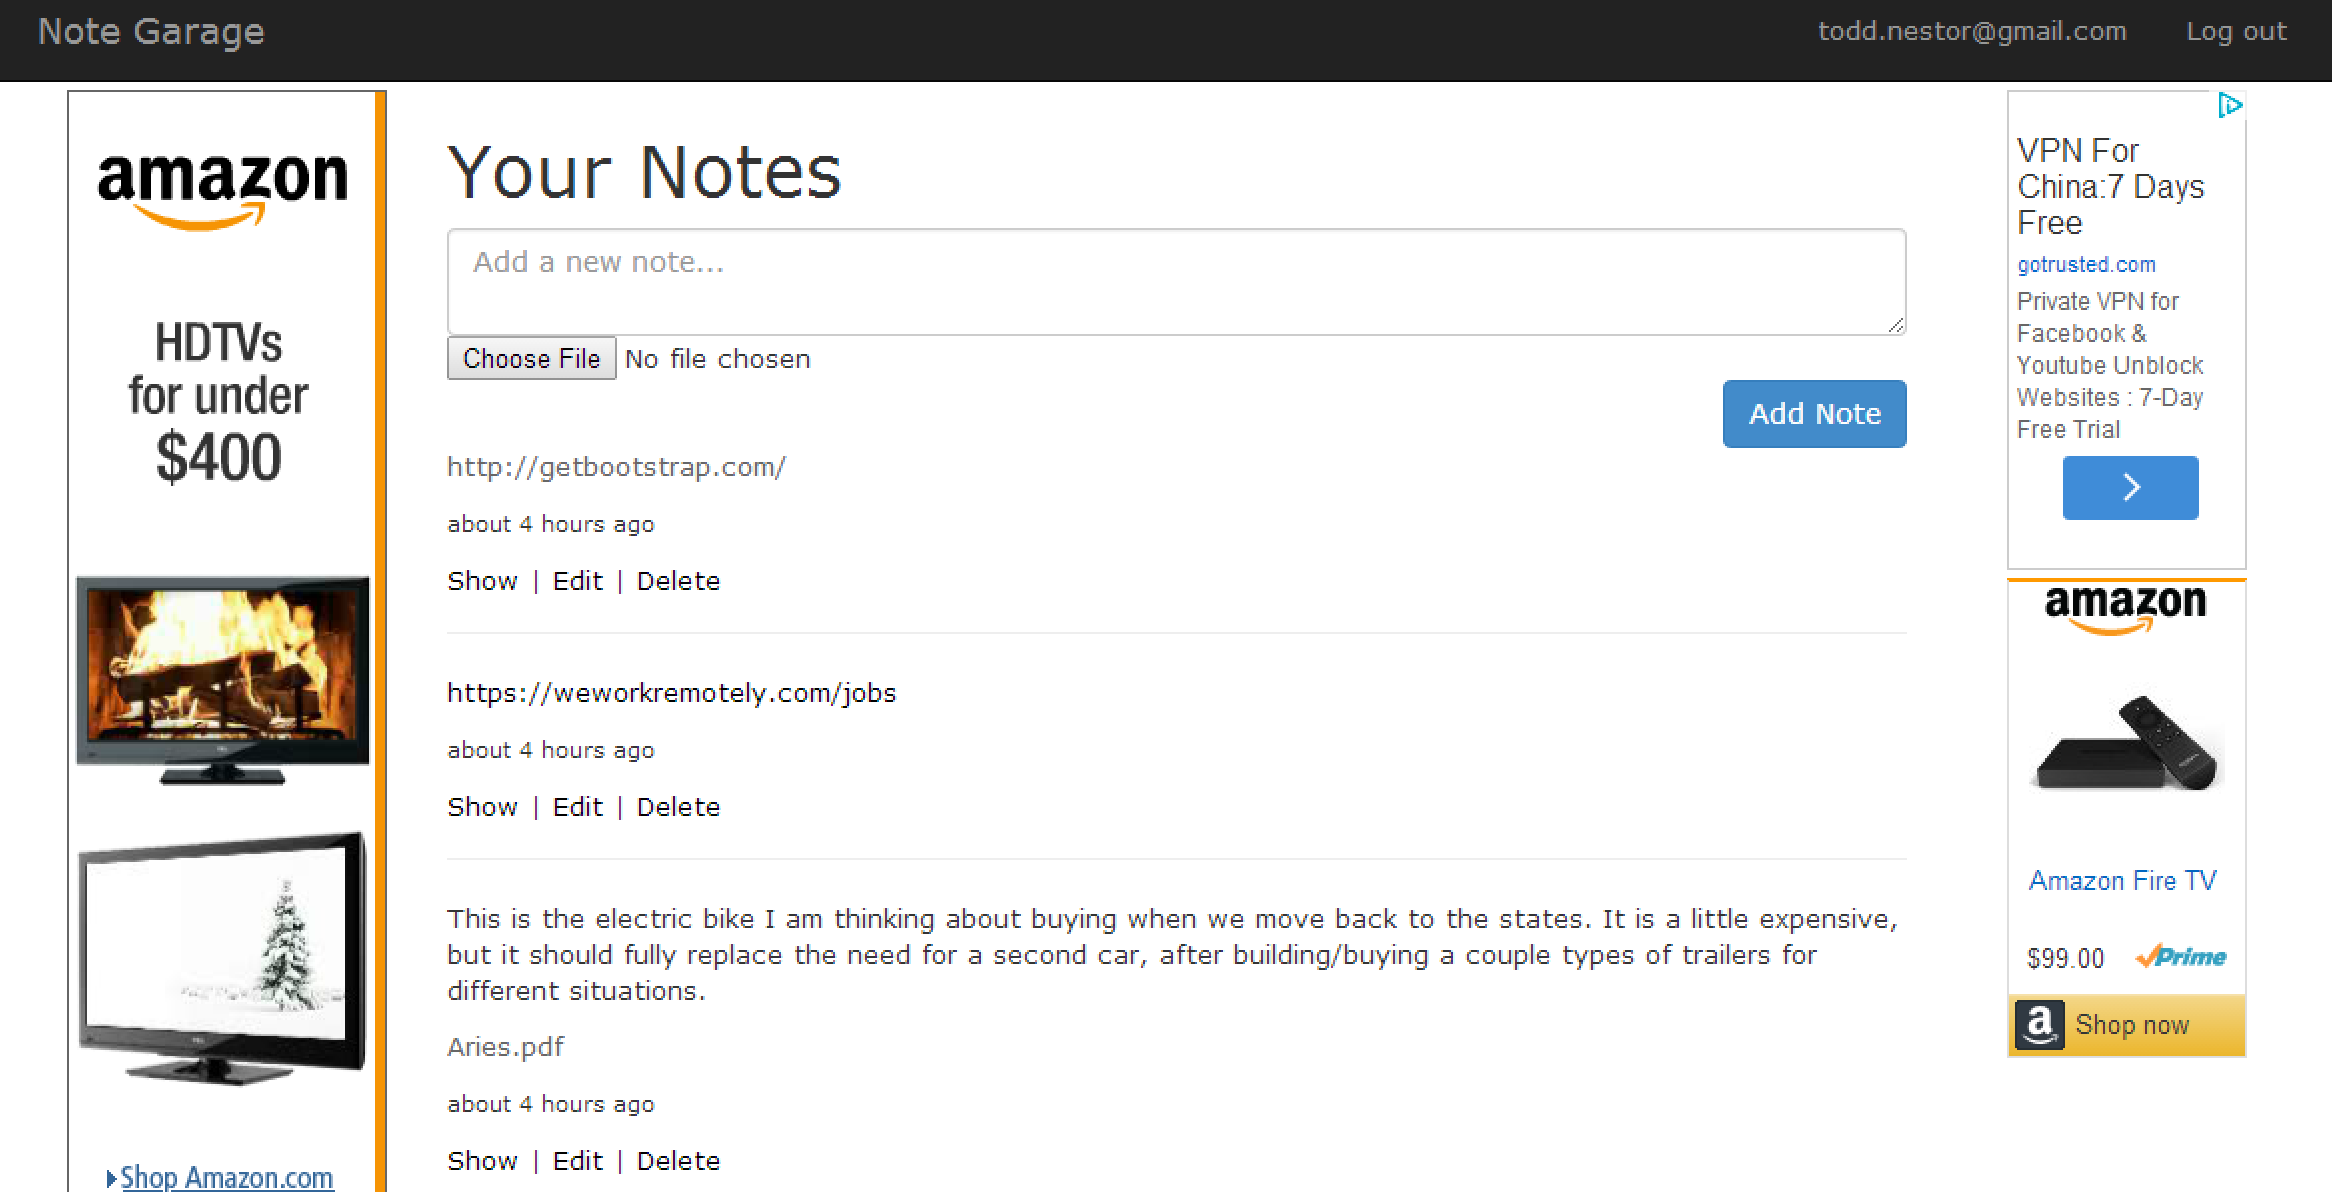 Note Garage
todd.nestor@gmail.com
Log out
amazon
HDTVs
for under
$400
Shop Amazon.com
Your Notes
Add a new note...
Choose File No file chosen
Add Note
http://getbootstrap.com/
about 4 hours ago
Show | Edit | Delete
https://weworkremotely.com/jobs
about 4 hours ago
Show | Edit | Delete
This is the electric bike I am thinking about buying when we move back to the states. It is a little expensive,
but it should fully replace the need for a second car, after building/buying a couple types of trailers for
different situations.
Aries.pdf
about 4 hours ago
Show | Edit | Delete
VPN For
China:7 Days
Free
gotrusted.com
Private VPN for
Facebook &
Youtube Unblock
Websites : 7-Day
Free Trial
amazon
Amazon Fire TV
$99.00 Prime
a Shop now